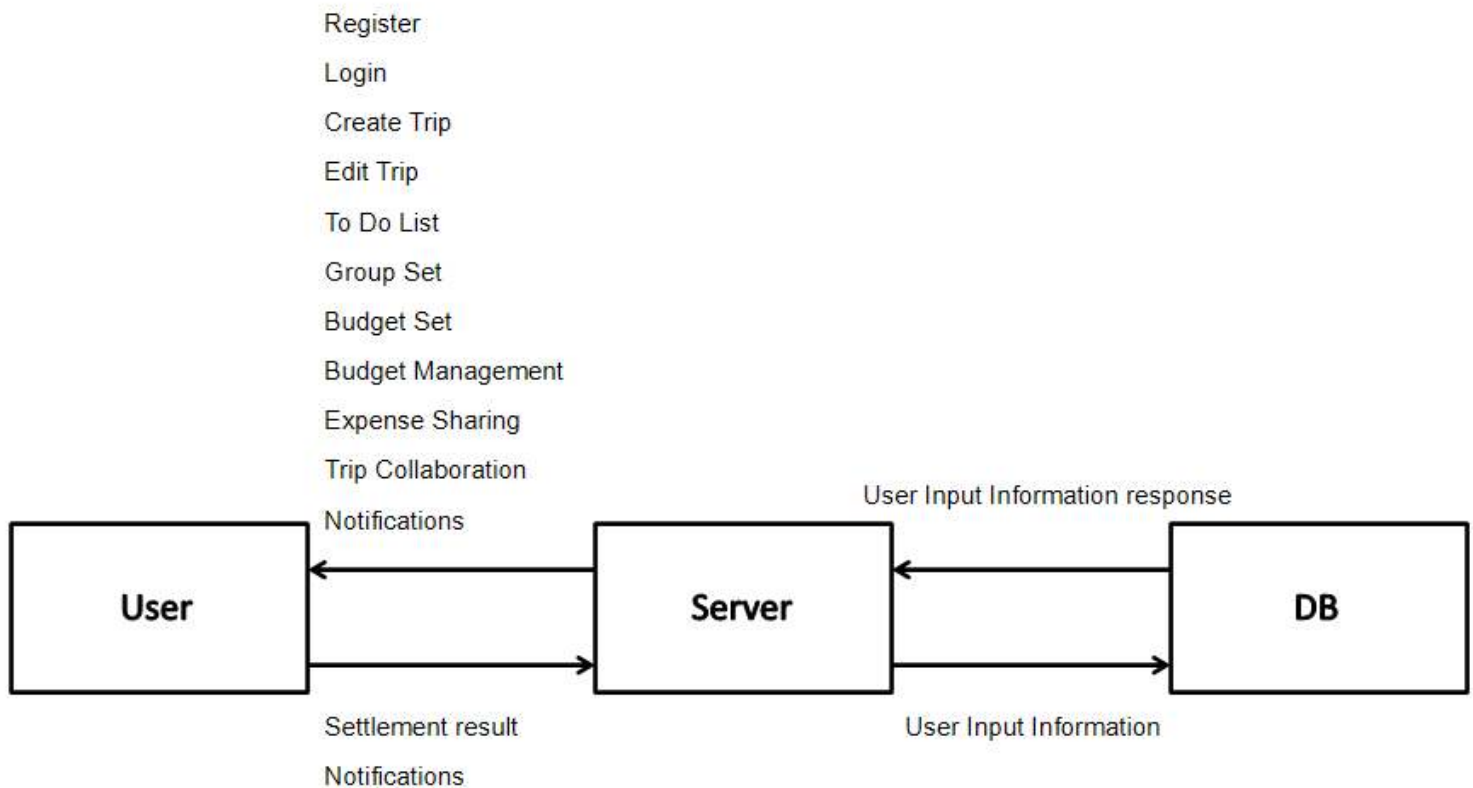 Register
Login
Create Trip
Edit Trip
To Do List
Group Set
Budget Set
Budget Management
Expense Sharing
Trip Collaboration
Notifications
User Input Information response
User
Server
DB
Settlement result
Notifications
User Input Information